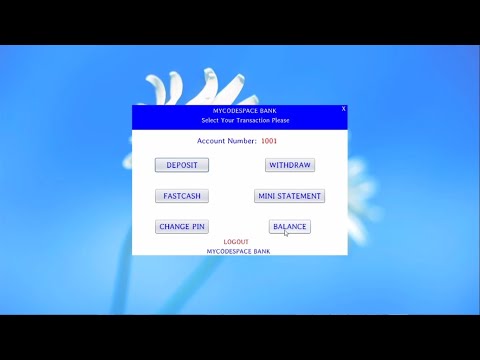 MYCODESPACE BANK X
Select Your Transaction Please
Account Number: 1001
DEPOSIT WITHDRAW
FASTCASH MINI STATEMENT
CHANGE PIN BALANCE
LOGOUT
MYCODESPACE BANK